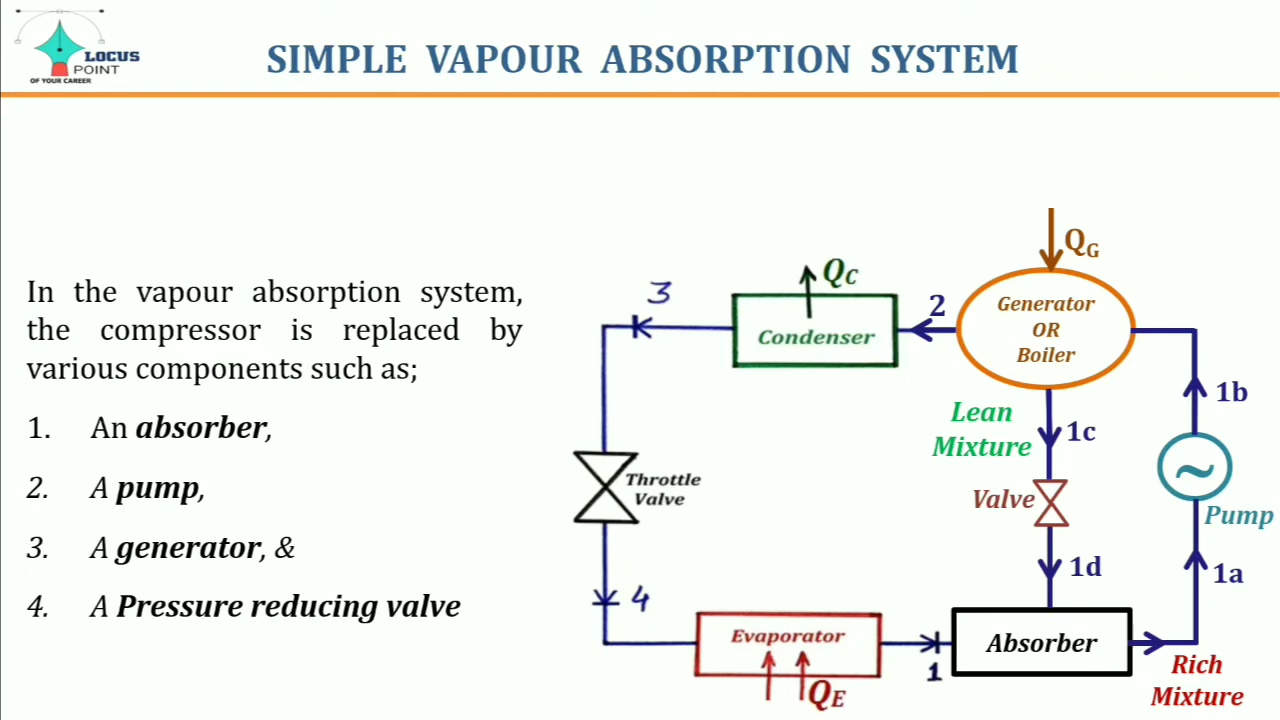 LOCUS
POINT
OF YOUR CAREER
SIMPLE VAPOUR ABSORPTION SYSTEM
In the vapour absorption system,
the compressor is replaced by
various components such as;
1. An absorber,
2. A pump,
3. A generator, &
4. A Pressure reducing valve
QG
Generator
OR
Boiler
QC
Condenser
2
3
1b
Lean
Mixture
1c
Throttle
Valve
Valve
Pump
1d
1a
4
Evaporator
QE
1
Absorber
Rich
Mixture